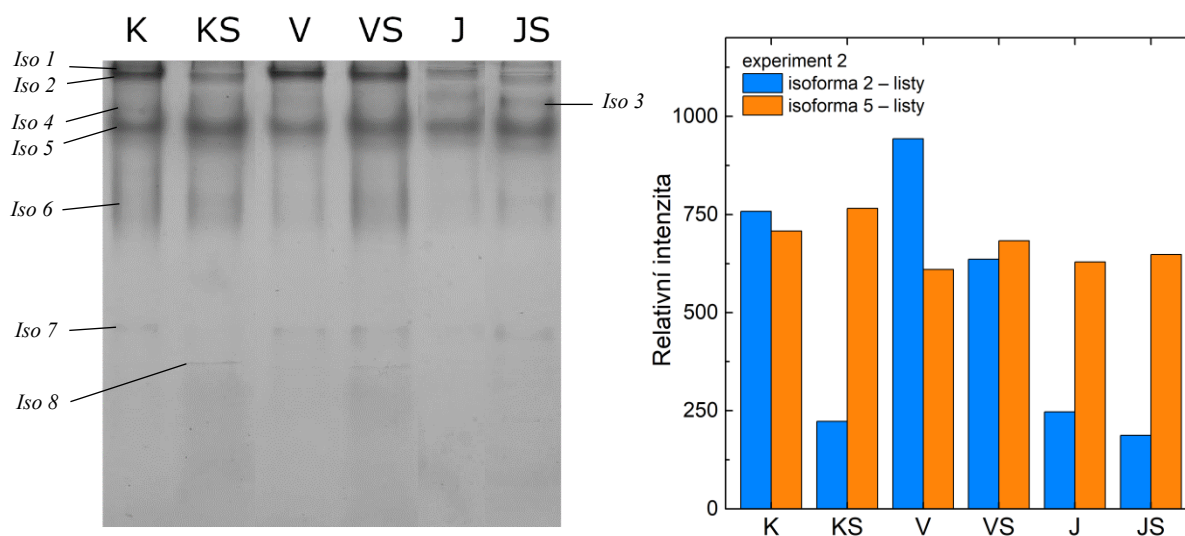 K KS V VS J JS
Iso 1
Iso 2
Iso 3
Iso 4
Iso 5
Iso 6
Iso 7
Iso 8
experiment 2
isoforma 2 – listy
isoforma 5 – listy
Relativní intenzita
1000
750
500
250
0
K KS V VS J JS